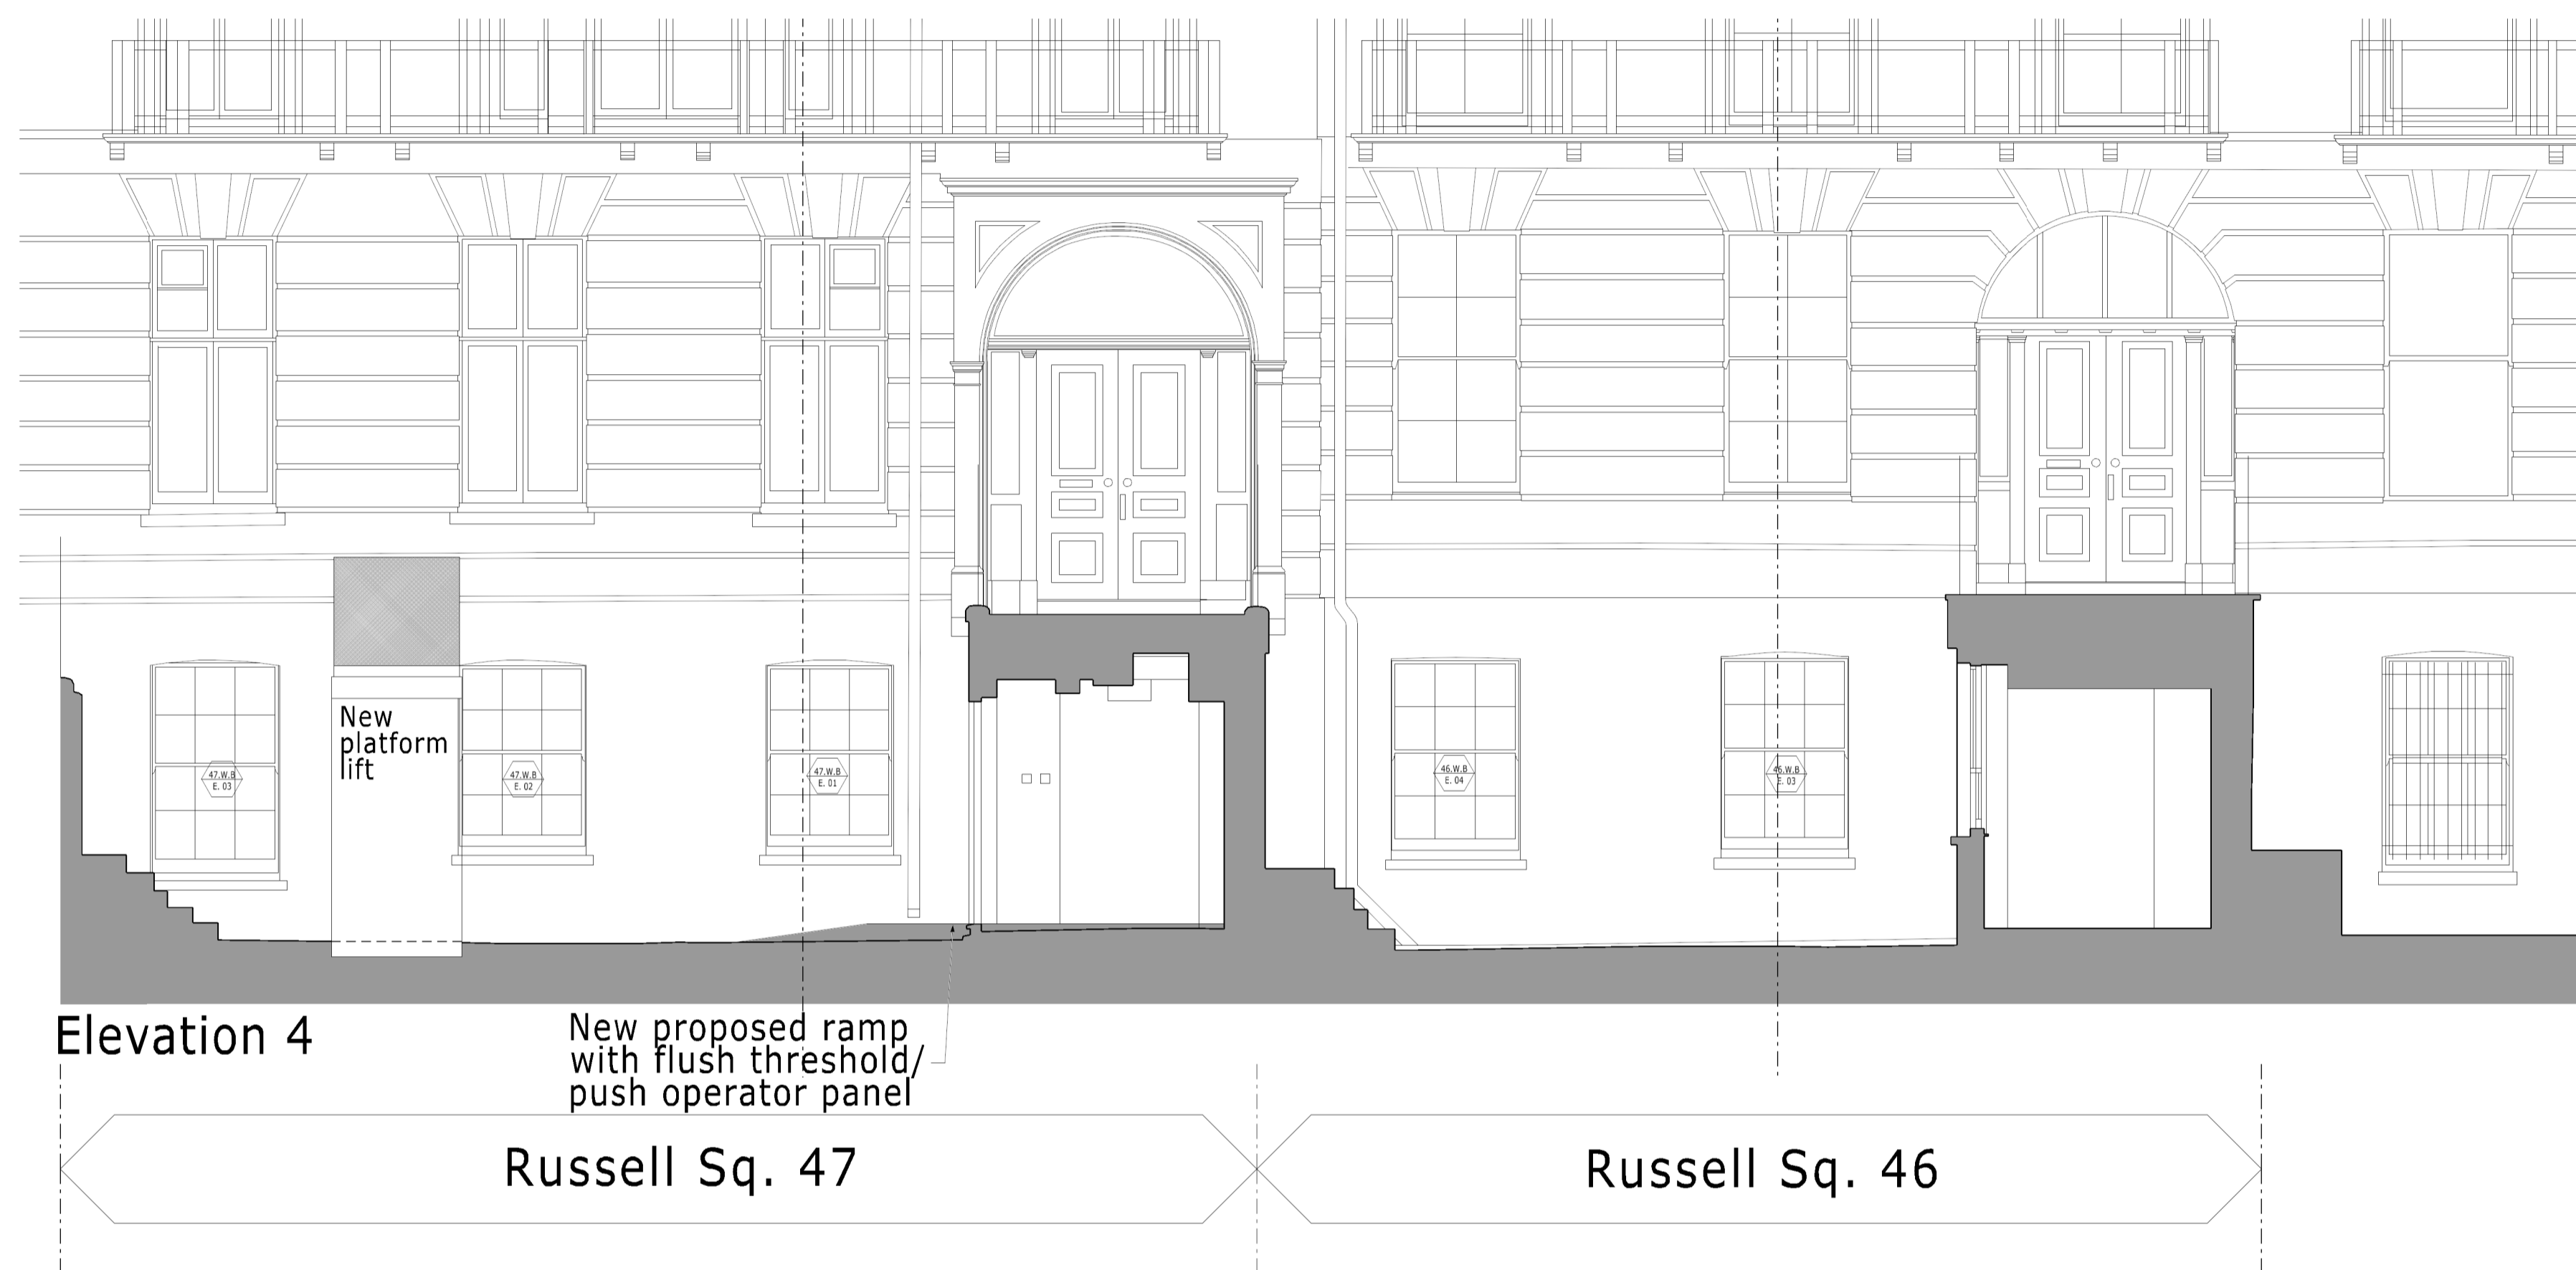 New
platform
lift
47.W.B
E. 03
47.W.B
E. 02
47.W.B
E. 01
46.W.B
E. 04
46.W.B
E. 03
Elevation 4
New proposed ramp
with flush threshold/
push operator panel
Russell Sq. 47
Russell Sq. 46